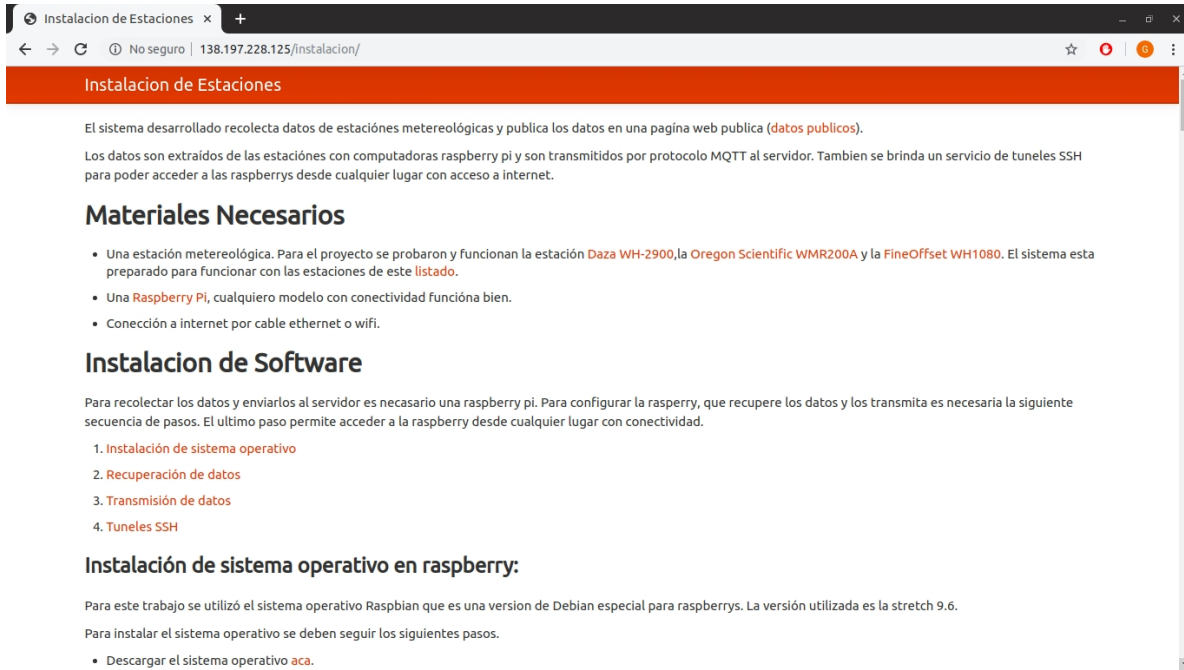 Instalacion de Estaciones
No seguro | 138.197.228.125/instalacion/
G
Instalacion de Estaciones
El sistema desarrollado recolecta datos de estaciónes metereológicas y publica los datos en una pagína web publica (datos publicos).
Los datos son extraídos de las estaciónes con computadoras raspberry pi y son transmitidos por protocolo MQTT al servidor. Tambien se brinda un servicio de tuneles SSH
para poder acceder a las raspberrys desde cualquier lugar con acceso a internet.
Materiales Necesarios
• Una estación metereológica. Para el proyecto se probaron y funcionan la estación Daza WH-2900,la Oregon Scientific WMR200A y la FineOffset WH1080. El sistema esta
preparado para funcionar con las estaciones de este listado.
• Una Raspberry Pi, cualquiero modelo con conectividad funcióna bien.
• Conección a internet por cable ethernet o wifi.
Instalacion de Software
Para recolectar los datos y enviarlos al servidor es necasario una raspberry pi. Para configurar la rasperry, que recupere los datos y los transmita es necesaria la siguiente
secuencia de pasos. El ultimo paso permite acceder a la raspberry desde cualquier lugar con conectividad.
1. Instalación de sistema operativo
2. Recuperación de datos
3. Transmisión de datos
4. Tuneles SSH
Instalación de sistema operativo en raspberry:
Para este trabajo se utilizó el sistema operativo Raspbian que es una version de Debian especial para raspberrys. La versión utilizada es la stretch 9.6.
Para instalar el sistema operativo se deben seguir los siguientes pasos.
• Descargar el sistema operativo aca.